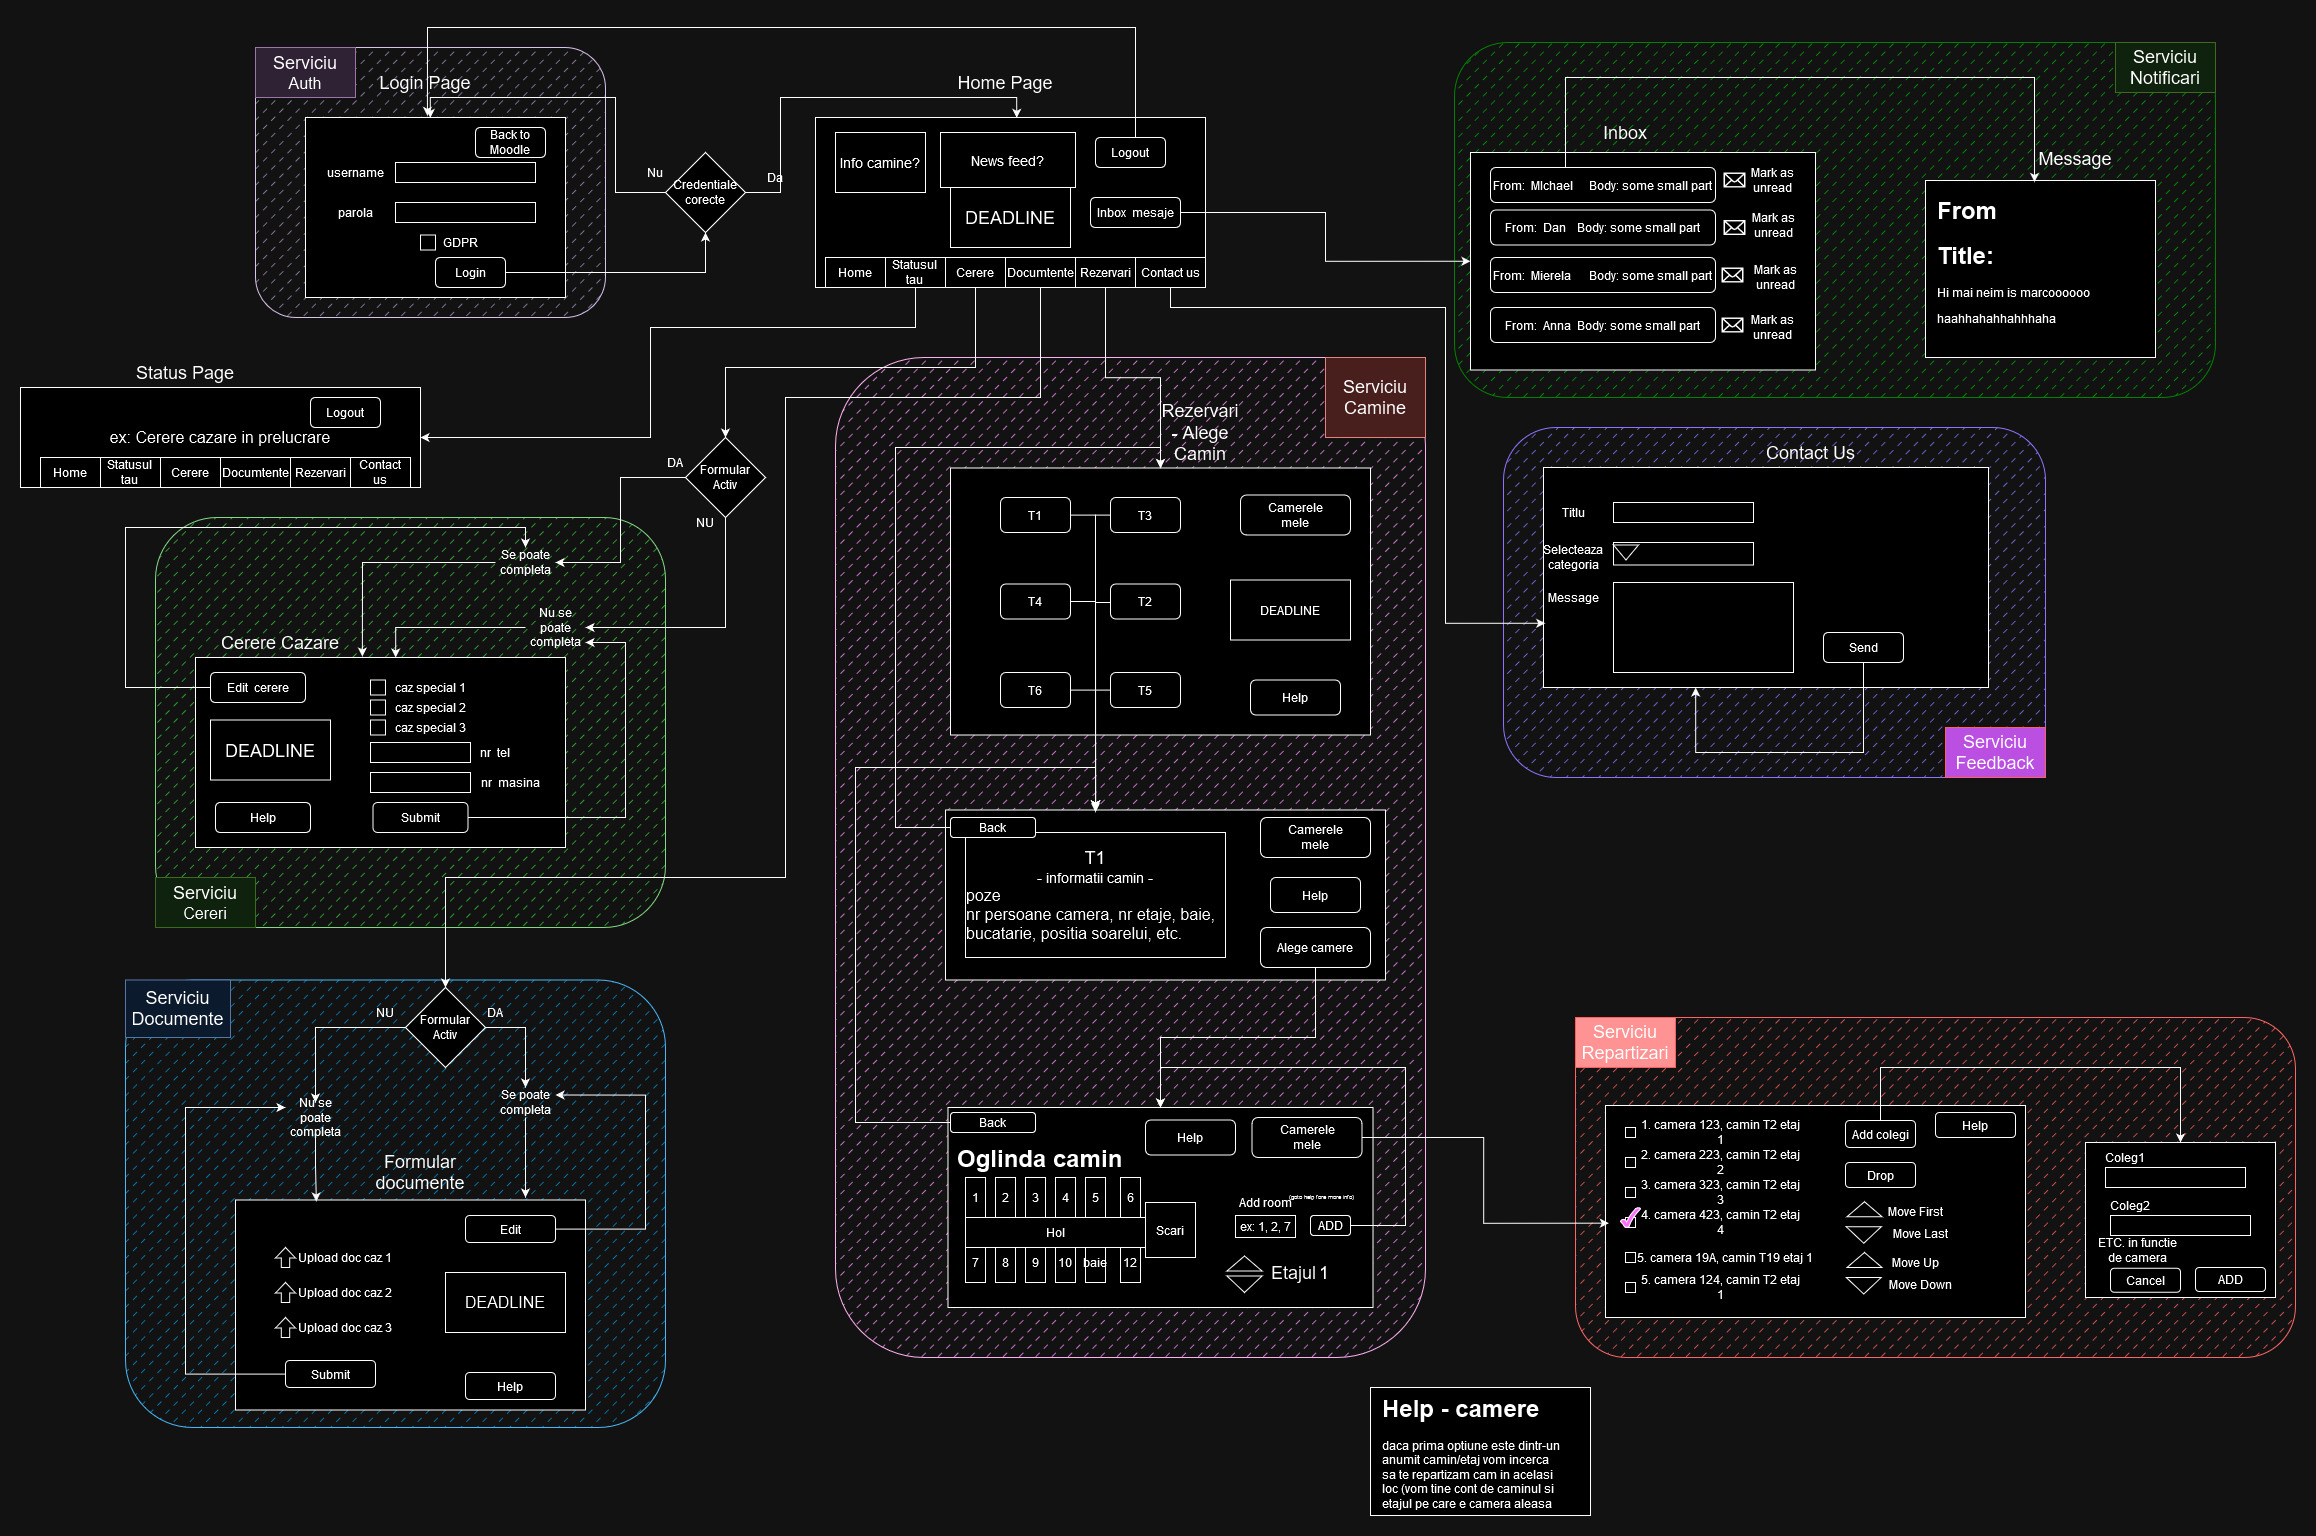 Serviciu
Auth
Login Page
Back to
Moodle
username
parola
GDPR
Login
Nu
Credentiale
corecte
Da
Home Page
Info camine?
News feed?
DEADLINE
Logout
Inbox mesaje
Home
Statusul
tau
Cerere
Documtente
Rezervari
Contact us
Serviciu
Notificari
Inbox
From: MIchael Body: some small part
Mark as
unread
From: Dan Body: some small part
Mark as
unread
From: Mierela Body: some small part
Mark as
unread
From: Anna Body: some small part
Mark as
unread
Message
From
Title:
Hi mai neim is marcoooooo
haahhahahhahhhaha
Status Page
Logout
ex: Cerere cazare in prelucrare
Home
Statusul
tau
Cerere
Documtente
Rezervari
Contact
us
DA
Formular
Activ
NU
Se poate
completa
Nu se
poate
completa
Cerere Cazare
Edit cerere
DEADLINE
Help
caz special 1
caz special 2
caz special 3
nr tel
nr masina
Submit
Serviciu
Cereri
Serviciu
Camine
Rezervari
- Alege
Camin
T1
T3
Camerele
mele
T4
T2
DEADLINE
T6
T5
Help
Back
T1
- informatii camin -
poze
nr persoane camera, nr etaje, baie,
bucatarie, positia soarelui, etc.
Camerele
mele
Help
Alege camere
Back
Help
Camerele
mele
Oglinda camin
1
2
3
4
5
6
Hol
Scari
7
8
9
10
baie
12
Add room
(goto help fore more info)
ex: 1, 2, 7
ADD
Etajul 1
Contact Us
Titlu
Selecteaza
categoria
Message
Send
Serviciu
Feedback
Serviciu
Documente
NU
Formular
Activ
DA
Nu se
poate
completa
Se poate
completa
Formular
documente
Edit
Upload doc caz 1
Upload doc caz 2
Upload doc caz 3
DEADLINE
Submit
Help
Serviciu
Repartizari
1. camera 123, camin T2 etaj
1
2. camera 223, camin T2 etaj
2
3. camera 323, camin T2 etaj
3
4. camera 423, camin T2 etaj
4
5. camera 19A, camin T19 etaj 1
5. camera 124, camin T2 etaj
1
Add colegi
Help
Drop
Move First
Move Last
Move Up
Move Down
Coleg1
Coleg2
ETC. in functie
de camera
Cancel
ADD
Help - camere
daca prima optiune este dintr-un
anumit camin/etaj vom incerca
sa te repartizam cam in acelasi
loc (vom tine cont de caminul si
etajul pe care e camera aleasa